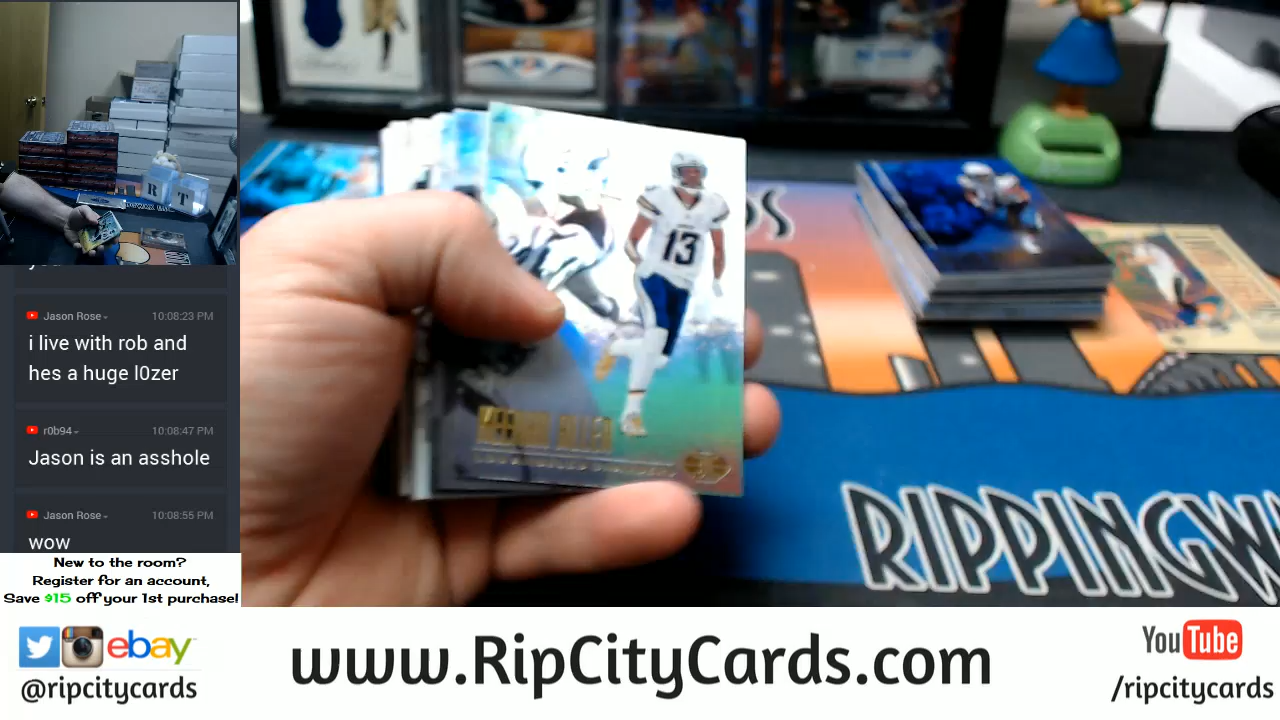 Jason Rose 10:08:23 PM
i live with rob and
hes a huge l0zer
r0b94 10:08:47 PM
Jason is an asshole
Jason Rose 10:08:55 PM
wow
New to the room?
Register for an account,
Save $15 off your 1st purchase!
R T
13
ALLEN
RIPPINGW
ebay
@ripcitycards
www.RipCityCards.com
YouTube
/ripcitycards